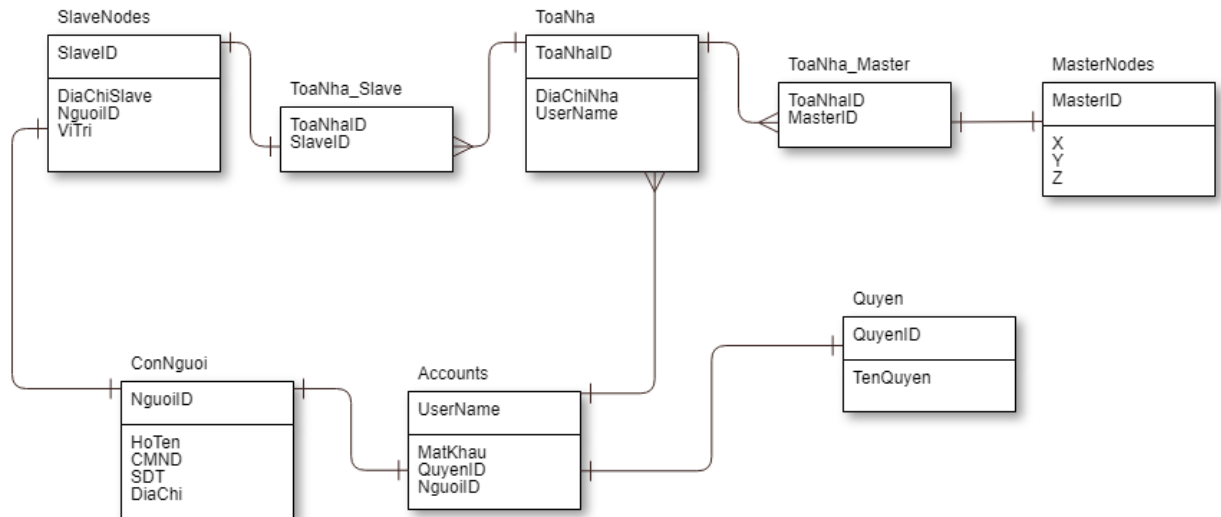 SlaveNodes
SlaveID
DiaChiSlave
NguoiID
ViTri
ToaNha_Slave
ToaNhaID
SlaveID
ToaNha
ToaNhaID
DiaChiNha
UserName
ToaNha_Master
ToaNhaID
MasterID
MasterNodes
MasterID
X
Y
Z
ConNguoi
NguoiID
HoTen
CMND
SDT
DiaChi
Accounts
UserName
MatKhau
QuyenID
NguoiID
Quyen
QuyenID
TenQuyen